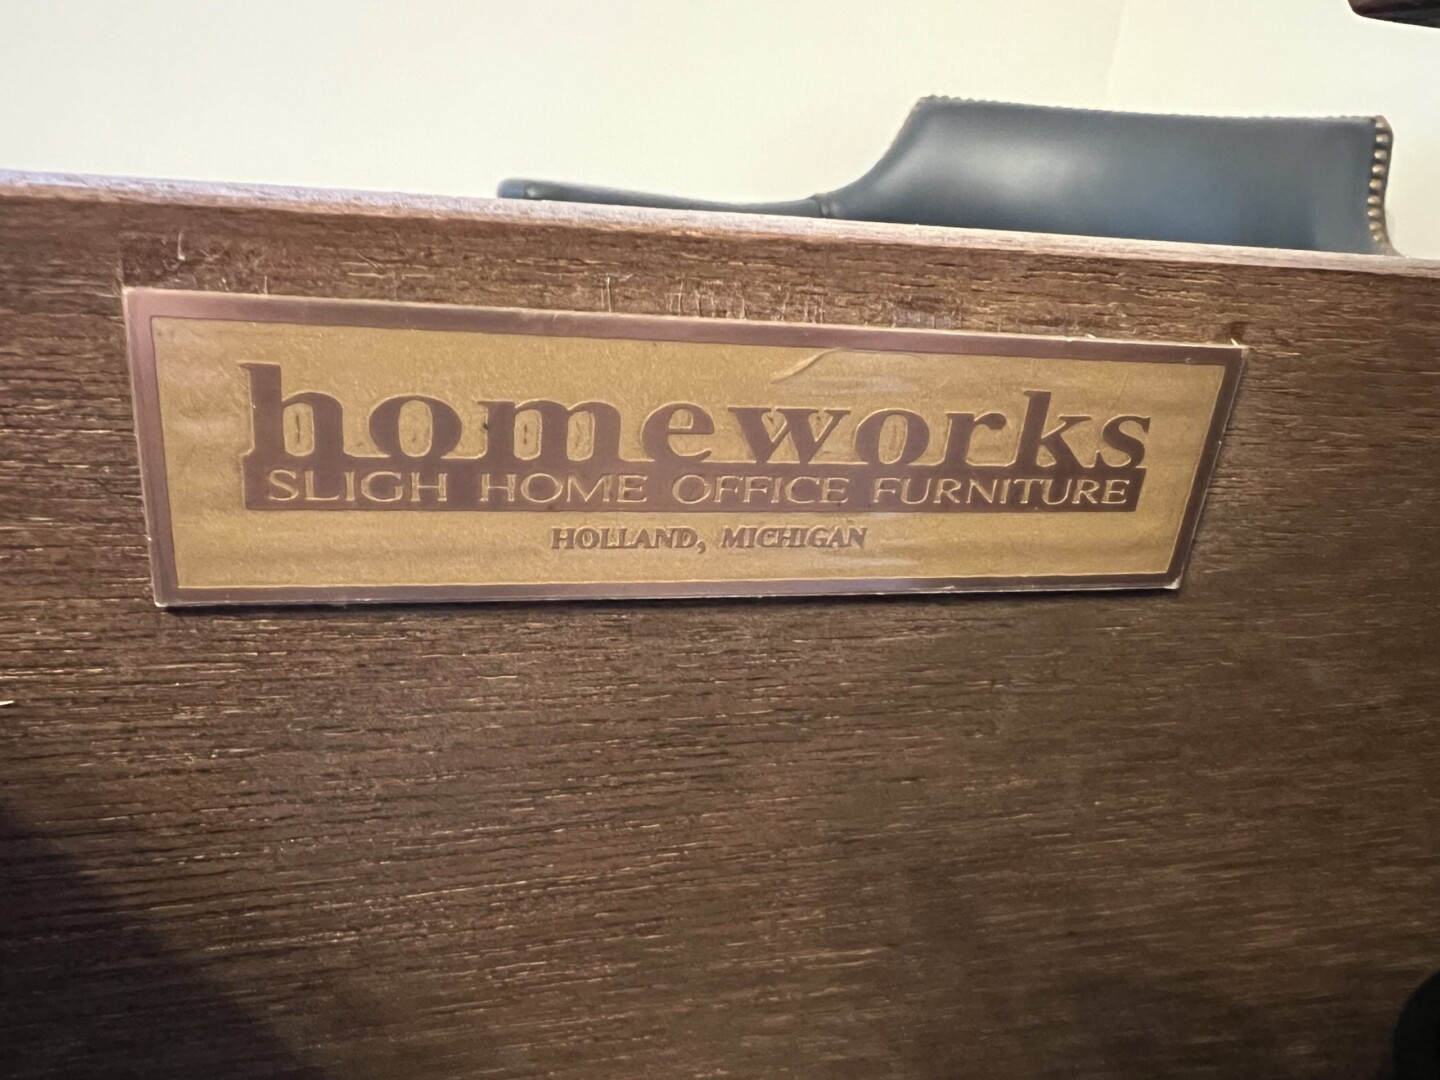 homeworks
SLIGH HOME OFFICE FURNITURE
HOLLAND, MICHIGAN